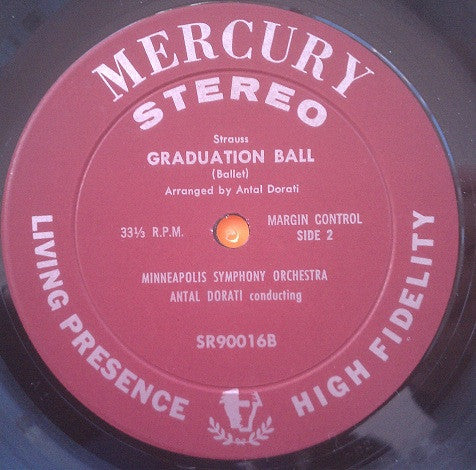 MERCURY
STEREO
Strauss
GRADUATION BALL
(Ballet)
Arranged by Antal Dorati
33⅓ R.P.M.
MARGIN CONTROL
SIDE 2
MINNEAPOLIS SYMPHONY ORCHESTRA
ANTAL DORATI conducting
SR90016B
LIVING PRESENCE
HIGH FIDELITY